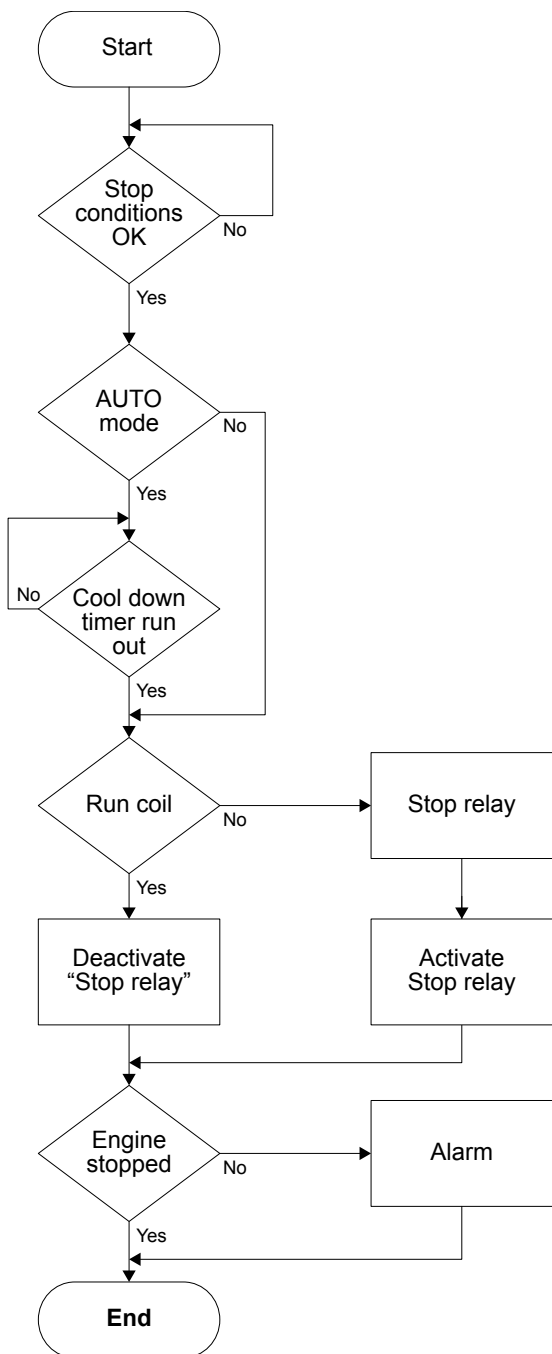 Start
Stop
conditions
OK
No
Yes
AUTO
mode
No
Yes
No
Cool down
timer run
out
Yes
Run coil
No
Stop relay
Yes
Deactivate
“Stop relay”
Activate
Stop relay
Engine
stopped
No
Alarm
Yes
End